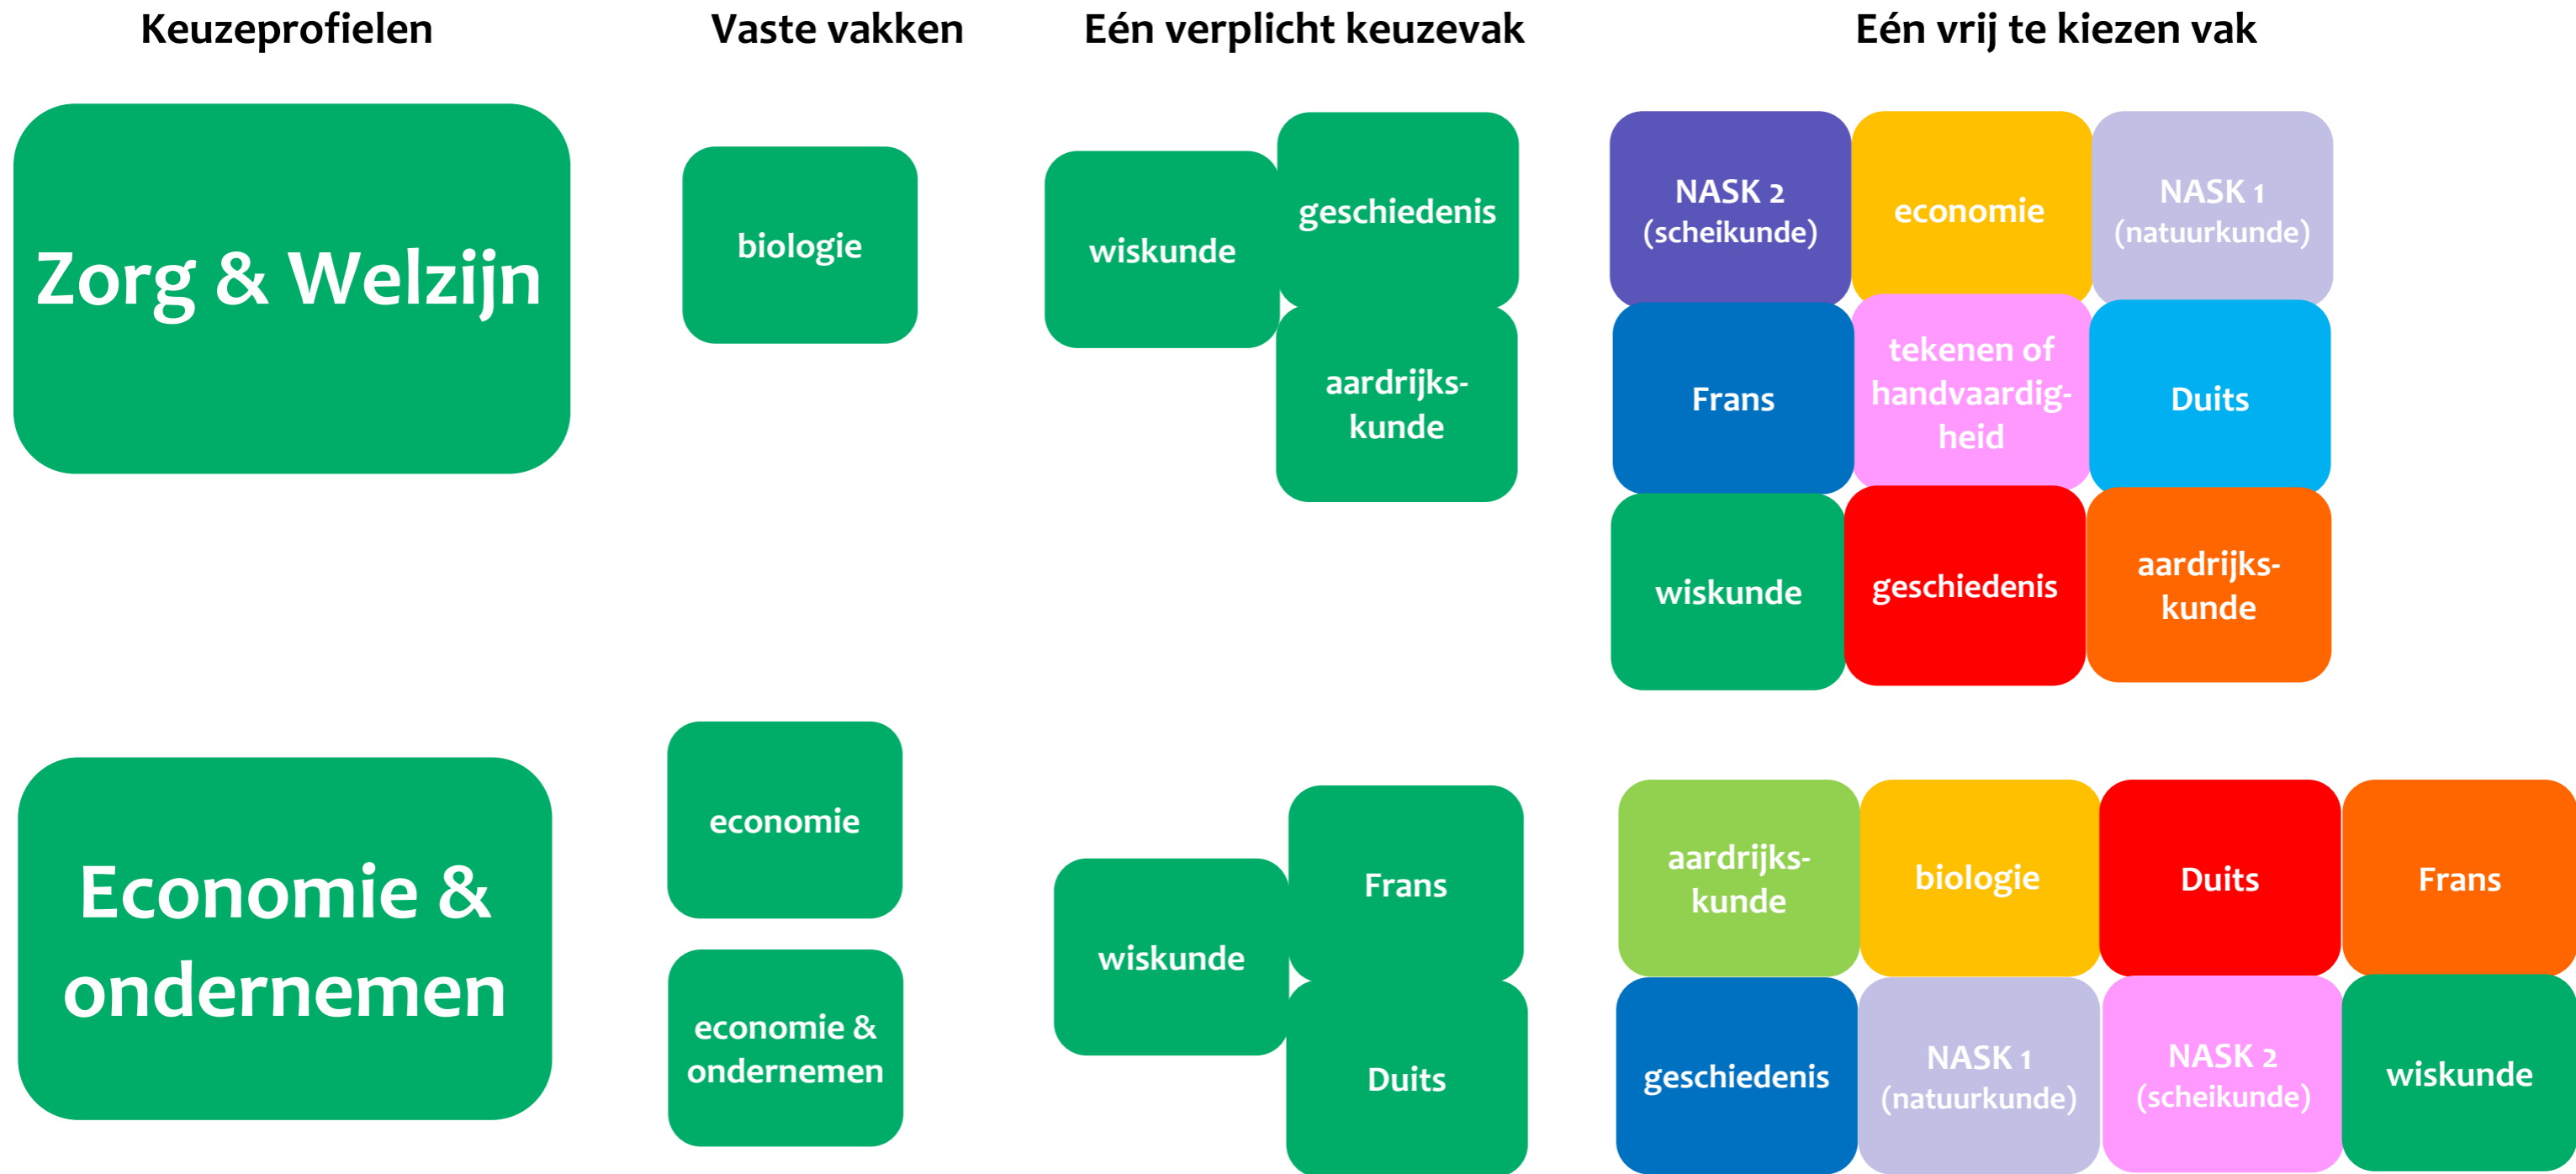 Keuzeprofielen
Vaste vakken
Eén verplicht keuzevak
Eén vrij te kiezen vak
Zorg & Welzijn
biologie
wiskunde
geschiedenis
aardrijks-
kunde
NASK 2
(scheikunde)
economie
NASK 1
(natuurkunde)
Frans
tekenen of
handvaardig-
heid
Duits
wiskunde
geschiedenis
aardrijks-
kunde
Economie &
ondernemen
economie
economie &
ondernemen
wiskunde
Frans
Duits
aardrijks-
kunde
biologie
Duits
Frans
geschiedenis
NASK 1
(natuurkunde)
NASK 2
(scheikunde)
wiskunde